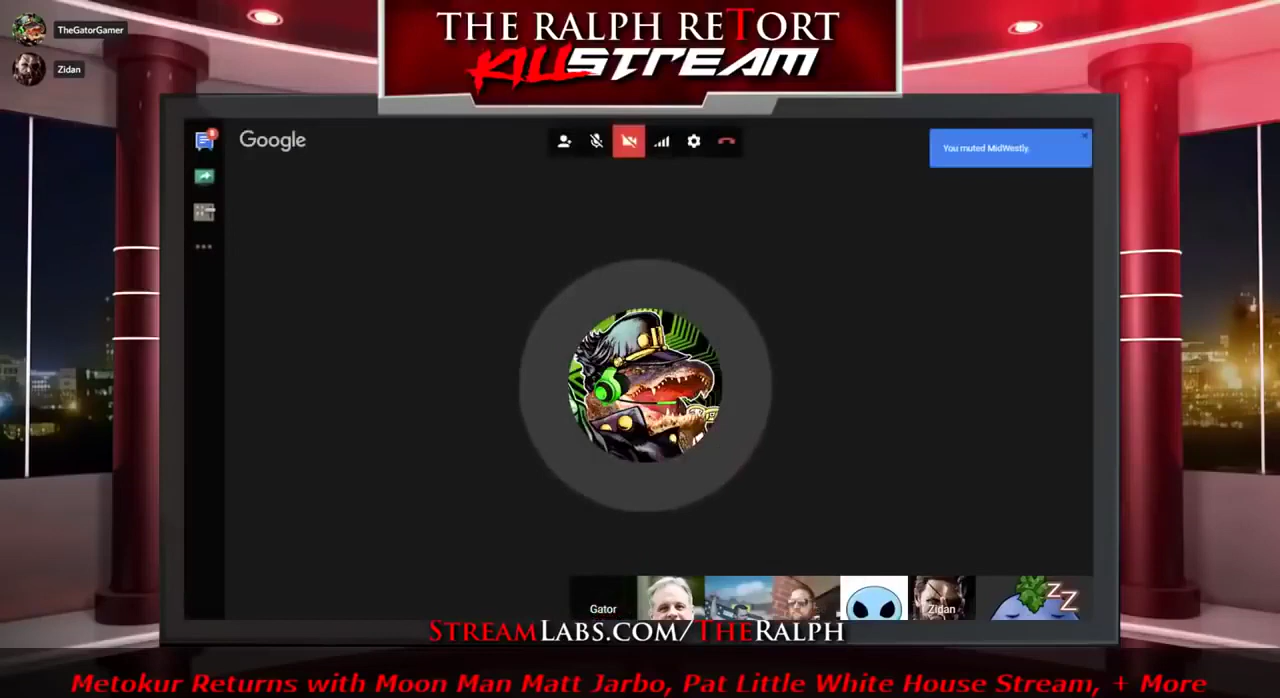 TheGatorGamer
Zidan
THE RALPH RETORT
KILLSTREAM
8
Google
You muted MidWestly.
Gator
Zidan
Z Z
STREAMLABS.COM/THERALPH
Metokur Returns with Moon Man Matt Jarbo, Pat Little White House Stream, + More